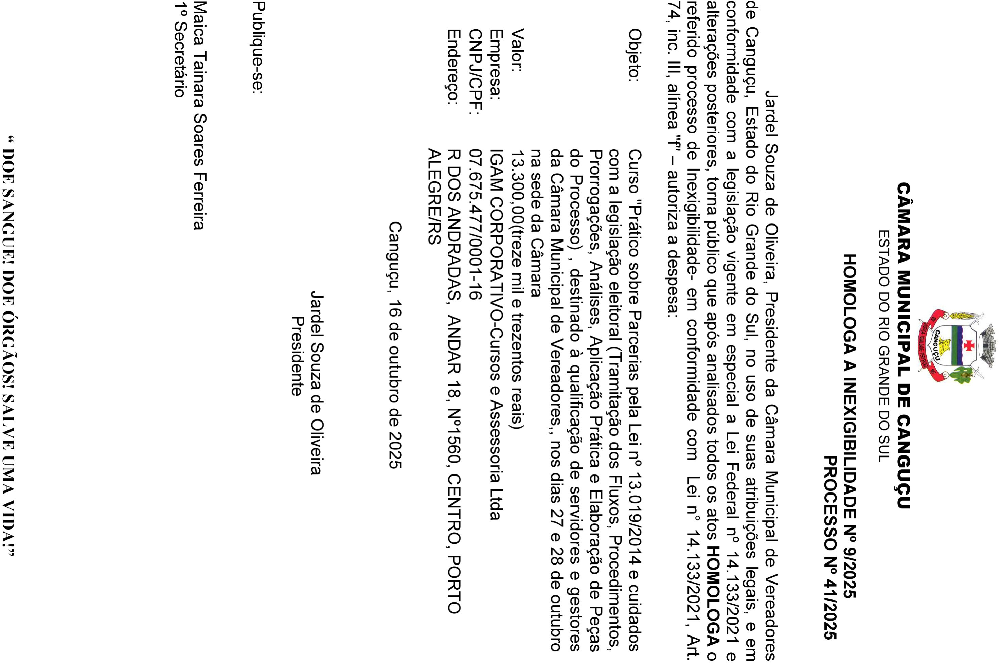 CANGUÇU
JUSTIÇA - IGUALDADE - PERFEIÇÃO
1857
CÂMARA MUNICIPAL DE CANGUÇU
ESTADO DO RIO GRANDE DO SUL
HOMOLOGA A INEXIGIBILIDADE Nº 9/2025
PROCESSO Nº 41/2025
Jardel Souza de Oliveira, Presidente da Câmara Municipal de Vereadores
de Canguçu, Estado do Rio Grande do Sul, no uso de suas atribuições legais, e em
conformidade com a legislação vigente em especial a Lei Federal nº 14.133/2021 e
alterações posteriores, torna público que após analisados todos os atos HOMOLOGA o
referido processo de Inexigibilidade- em conformidade com Lei n° 14.133/2021, Art.
74, inc. III, alínea "f" – autoriza a despesa:
Objeto: Curso "Prático sobre Parcerias pela Lei nº 13.019/2014 e cuidados
com a legislação eleitoral (Tramitação dos Fluxos, Procedimentos,
Prorrogações, Análises, Aplicação Prática e Elaboração de Peças
do Processo) , destinado à qualificação de servidores e gestores
da Câmara Municipal de Vereadores,, nos dias 27 e 28 de outubro
na sede da Câmara
Valor: 13.300,00(treze mil e trezentos reais)
Empresa: IGAM CORPORATIVO-Cursos e Assessoria Ltda
CNPJ/CPF: 07.675.477/0001-16
Endereço: R DOS ANDRADAS, ANDAR 18, Nº1560, CENTRO, PORTO
ALEGRE/RS
Canguçu, 16 de outubro de 2025
Jardel Souza de Oliveira
Presidente
Publique-se:
Maica Tainara Soares Ferreira
1º Secretário
“ DOE SANGUE! DOE ÓRGÃOS! SALVE UMA VIDA!”